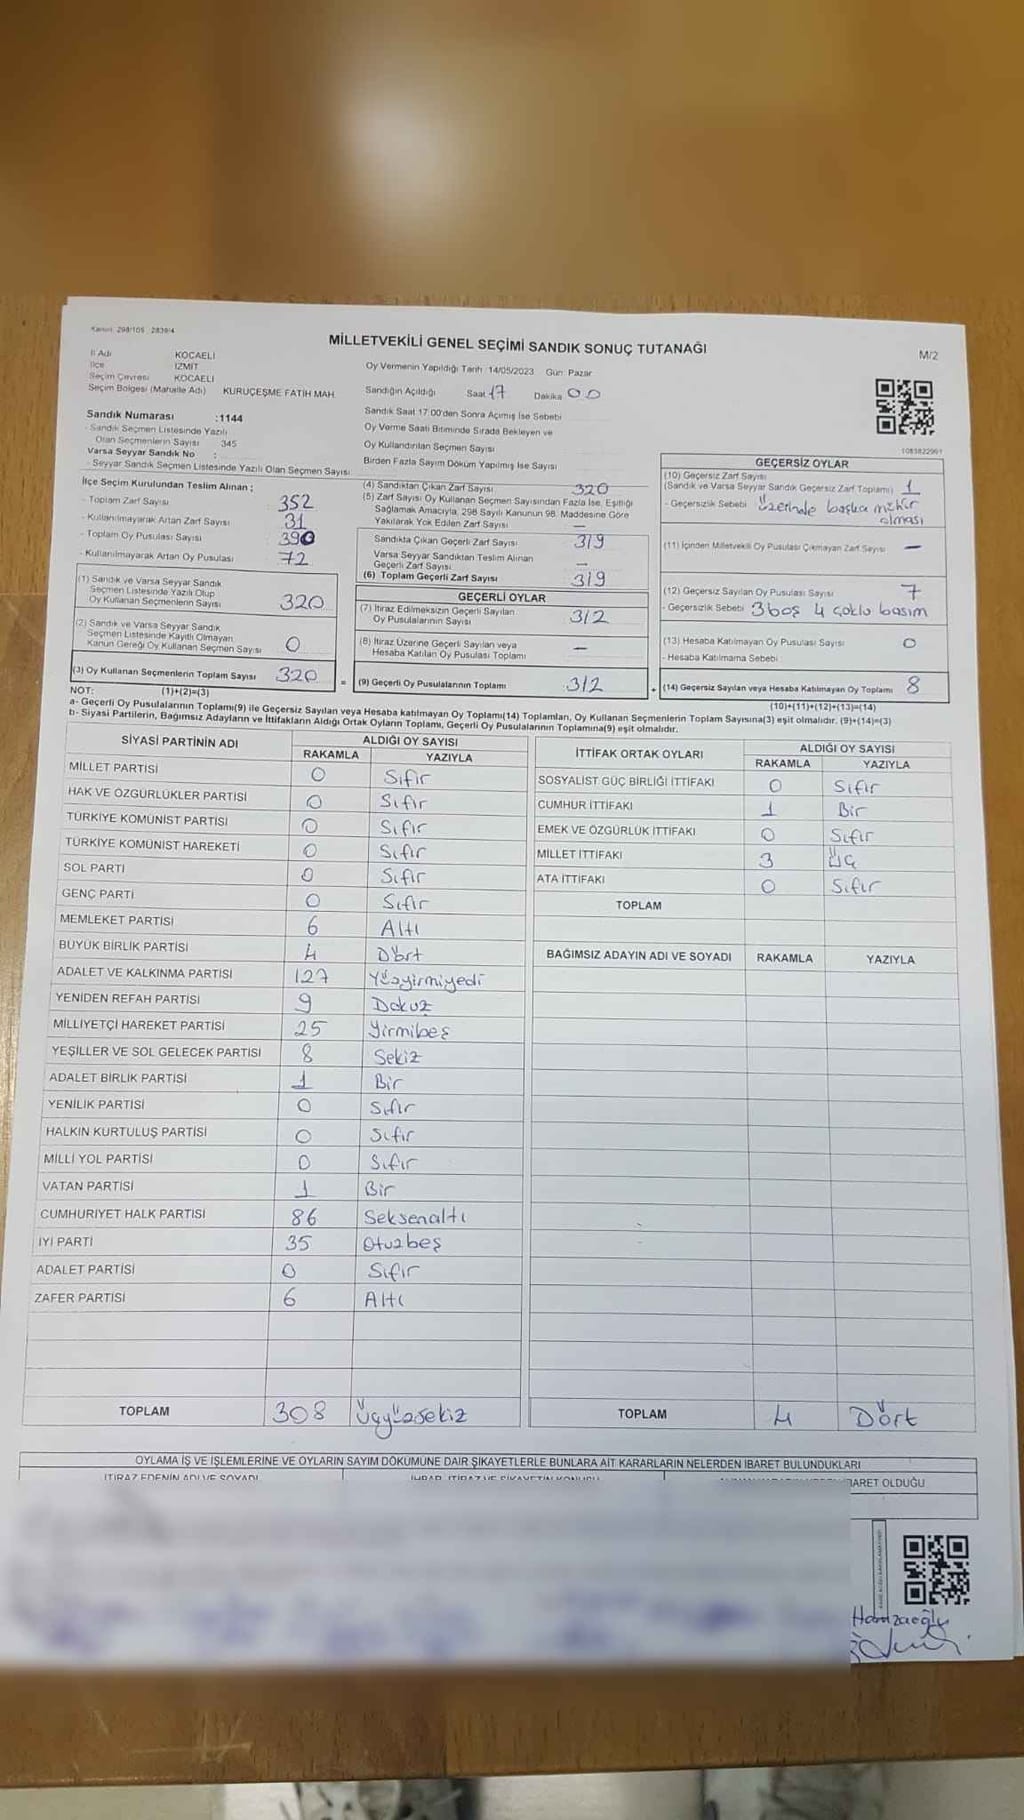 Kanun: 298/105 : 2839/4
MİLLETVEKİLİ GENEL SEÇİMİ SANDIK SONUÇ TUTANAĞI
M/2
İl Adı KOCAELİ
İlçe İZMİT
Seçim Çevresi KOCAELİ
Seçim Bölgesi (Mahalle Adı) KURUÇEŞME FATİH MAH.
Oy Vermenin Yapıldığı Tarih :14/05/2023 Gün: Pazar
Sandığın Açıldığı Saat 17 Dakika 00
Sandık Saat 17:00'den Sonra Açımış İse Sebebi
Oy Verme Saati Bitiminde Sırada Bekleyen ve
Oy Kullandırılan Seçmen Sayısı
Birden Fazla Sayım Döküm Yapılmış İse Sayısı
Sandık Numarası :1144
- Sandık Seçmen Listesinde Yazılı
Olan Seçmenlerin Sayısı 345
Varsa Seyyar Sandık No :
- Seyyar Sandık Seçmen Listesinde Yazılı Olan Seçmen Sayısı
1083822991
İlçe Seçim Kurulundan Teslim Alınan :
- Toplam Zarf Sayısı 352
- Kullanılmayarak Artan Zarf Sayısı 31
- Toplam Oy Pusulası Sayısı 390
- Kullanılmayarak Artan Oy Pusulası 72
(1) Sandık ve Varsa Seyyar Sandık
Seçmen Listesinde Yazılı Olup
Oy Kullanan Seçmenlerin Sayısı 320
(2) Sandık ve Varsa Seyyar Sandık
Seçmen Listesinde Kayıtlı Olmayan
Kanun Gereği Oy Kullanan Seçmen Sayısı 0
(3) Oy Kullanan Seçmenlerin Toplam Sayısı 320
(4) Sandıktan Çıkan Zarf Sayısı 320
(5) Zarf Sayısı Oy Kullanan Seçmen Sayısından Fazla İse, Eşitliği
Sağlamak Amacıyla, 298 Sayılı Kanunun 98. Maddesine Göre
Yakılarak Yok Edilen Zarf Sayısı —
Sandıkta Çıkan Geçerli Zarf Sayısı 319
Varsa Seyyar Sandıktan Teslim Alınan
Geçerli Zarf Sayısı —
(6) Toplam Geçerli Zarf Sayısı 319
GEÇERLİ OYLAR
(7) İtiraz Edilmeksizin Geçerli Sayılan
Oy Pusulalarının Sayısı 312
(8) İtiraz Üzerine Geçerli Sayılan veya
Hesaba Katılan Oy Pusulası Toplamı —
= (9) Geçerli Oy Pusulalarının Toplamı 312
GEÇERSİZ OYLAR
(10) Geçersiz Zarf Sayısı
(Sandık ve Varsa Seyyar Sandık Geçersiz Zarf Toplamı) 1
- Geçersizlik Sebebi Üzerinde başka mühür
olması
(11) İçinden Milletvekili Oy Pusulası Çıkmayan Zarf Sayısı —
(12) Geçersiz Sayılan Oy Pusulası Sayısı 7
- Geçersizlik Sebebi 3 boş 4 çoklo basım
(13) Hesaba Katılmayan Oy Pusulası Sayısı 0
- Hesaba Katılmama Sebebi
+ (14) Geçersiz Sayılan veya Hesaba Katılmayan Oy Toplamı 8
NOT: (1)+(2)=(3)
(10)+(11)+(12)+(13)=(14)
a- Geçerli Oy Pusulalarının Toplamı(9) ile Geçersiz Sayılan veya Hesaba katılmayan Oy Toplamı(14) Toplamları, Oy Kullanan Seçmenlerin Toplam Sayısına(3) eşit olmalıdır. (9)+(14)=(3)
b- Siyasi Partilerin, Bağımsız Adayların ve İttifakların Aldığı Ortak Oyların Toplamı, Geçerli Oy Pusulalarının Toplamına(9) eşit olmalıdır.
SİYASİ PARTİNİN ADI ALDIĞI OY SAYISI
RAKAMLA YAZIYLA
MİLLET PARTİSİ 0 Sıfır
HAK VE ÖZGÜRLÜKLER PARTİSİ 0 Sıfır
TÜRKİYE KOMÜNİST PARTİSİ 0 Sıfır
TÜRKİYE KOMÜNİST HAREKETİ 0 Sıfır
SOL PARTİ 0 Sıfır
GENÇ PARTİ 0 Sıfır
MEMLEKET PARTİSİ 6 Altı
BÜYÜK BİRLİK PARTİSİ 4 Dört
ADALET VE KALKINMA PARTİSİ 127 Yüzyirmiyedi
YENİDEN REFAH PARTİSİ 9 Dokuz
MİLLİYETÇİ HAREKET PARTİSİ 25 Yirmibeş
YEŞİLLER VE SOL GELECEK PARTİSİ 8 Sekiz
ADALET BİRLİK PARTİSİ 1 Bir
YENİLİK PARTİSİ 0 Sıfır
HALKIN KURTULUŞ PARTİSİ 0 Sıfır
MİLLİ YOL PARTİSİ 0 Sıfır
VATAN PARTİSİ 1 Bir
CUMHURİYET HALK PARTİSİ 86 Seksenaltı
İYİ PARTİ 35 Otuzbeş
ADALET PARTİSİ 0 Sıfır
ZAFER PARTİSİ 6 Altı
TOPLAM 308 Üçyüzsekiz
İTTİFAK ORTAK OYLARI ALDIĞI OY SAYISI
RAKAMLA YAZIYLA
SOSYALİST GÜÇ BİRLİĞİ İTTİFAKI 0 Sıfır
CUMHUR İTTİFAKI 1 Bir
EMEK VE ÖZGÜRLÜK İTTİFAKI 0 Sıfır
MİLLET İTTİFAKI 3 Üç
ATA İTTİFAKI 0 Sıfır
TOPLAM
BAĞIMSIZ ADAYIN ADI VE SOYADI RAKAMLA YAZIYLA
TOPLAM 4 Dört
OYLAMA İŞ VE İŞLEMLERİNE VE OYLARIN SAYIM DÖKÜMÜNE DAİR ŞİKAYETLERLE BUNLARA AİT KARARLARIN NELERDEN İBARET BULUNDUKLARI
İTİRAZ EDENİN ADI VE SOYADI İHBAR, İTİRAZ VE ŞİKAYETİN KONUSU İBARET OLDUĞU
Hamzaoğlu